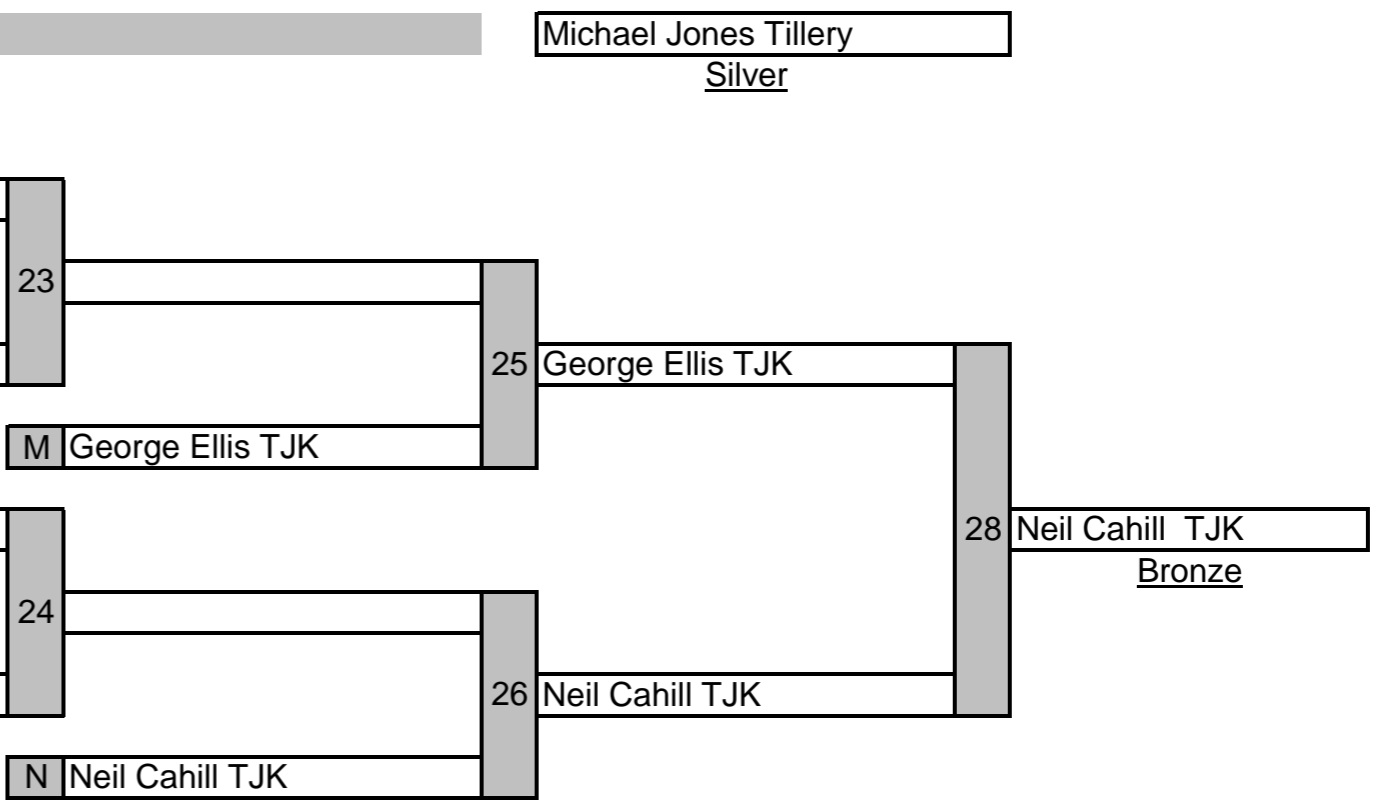 Michael Jones Tillery
Silver
23
25 George Ellis TJK
M George Ellis TJK
28 Neil Cahill  TJK
Bronze
24
26 Neil Cahill TJK
N Neil Cahill TJK